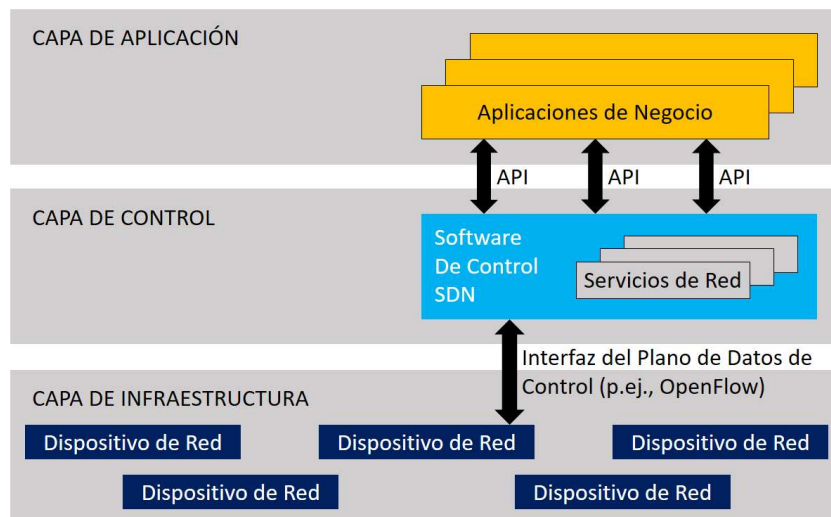 CAPA DE APLICACIÓN
Aplicaciones de Negocio
API
API
API
CAPA DE CONTROL
Software
De Control
SDN
Servicios de Red
Interfaz del Plano de Datos de
Control (p.ej., OpenFlow)
CAPA DE INFRAESTRUCTURA
Dispositivo de Red
Dispositivo de Red
Dispositivo de Red
Dispositivo de Red
Dispositivo de Red